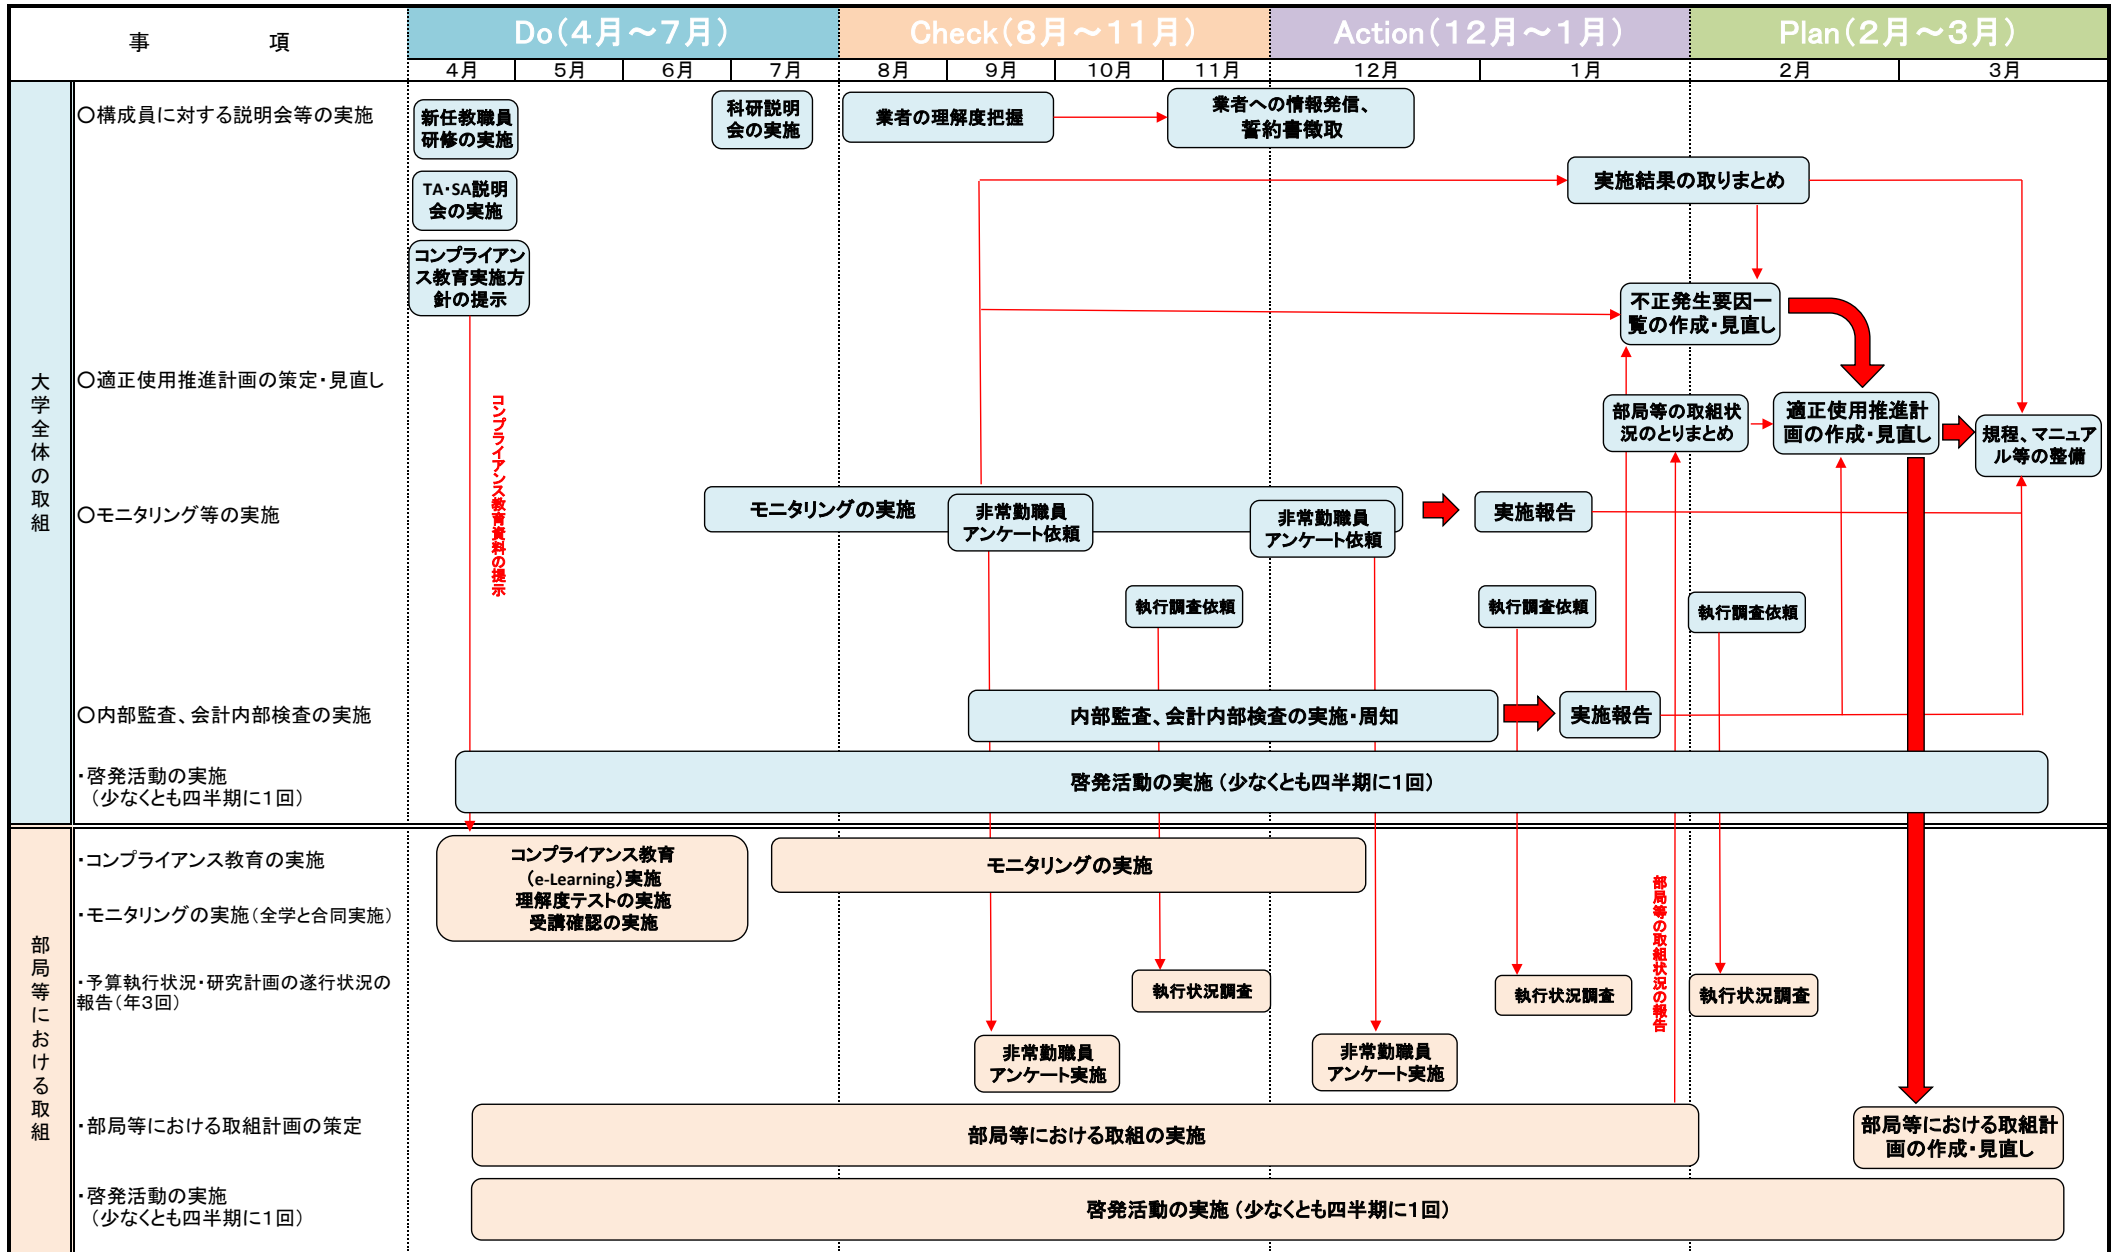 事　　　項
Do(4月～7月)
Check(8月～11月)
Action(12月～1月)
Plan(2月～3月)
4月
5月
6月
7月
8月
9月
10月
11月
12月
1月
2月
3月
大学全体の取組
○構成員に対する説明会等の実施
新任教職員
研修の実施
科研説明
会の実施
業者の理解度把握
業者への情報発信、
誓約書徴取
TA・SA説明
会の実施
実施結果の取りまとめ
コンプライアン
ス教育実施方
針の提示
不正発生要因一
覧の作成・見直し
○適正使用推進計画の策定・見直し
コンプライアンス教育資料の提示
部局等の取組状
況のとりまとめ
適正使用推進計
画の作成・見直し
規程、マニュア
ル等の整備
○モニタリング等の実施
モニタリングの実施
非常勤職員
アンケート依頼
非常勤職員
アンケート依頼
実施報告
執行調査依頼
執行調査依頼
執行調査依頼
○内部監査、会計内部検査の実施
内部監査、会計内部検査の実施・周知
実施報告
・啓発活動の実施
（少なくとも四半期に1回）
啓発活動の実施（少なくとも四半期に1回）
部局等における取組
・コンプライアンス教育の実施
コンプライアンス教育
（e-Learning）実施
理解度テストの実施
受講確認の実施
モニタリングの実施
・モニタリングの実施（全学と合同実施）
部局等の取組状況の報告
・予算執行状況・研究計画の遂行状況の
報告（年3回）
執行状況調査
執行状況調査
執行状況調査
非常勤職員
アンケート実施
非常勤職員
アンケート実施
・部局等における取組計画の策定
部局等における取組の実施
部局等における取組計
画の作成・見直し
・啓発活動の実施
（少なくとも四半期に1回）
啓発活動の実施（少なくとも四半期に1回）